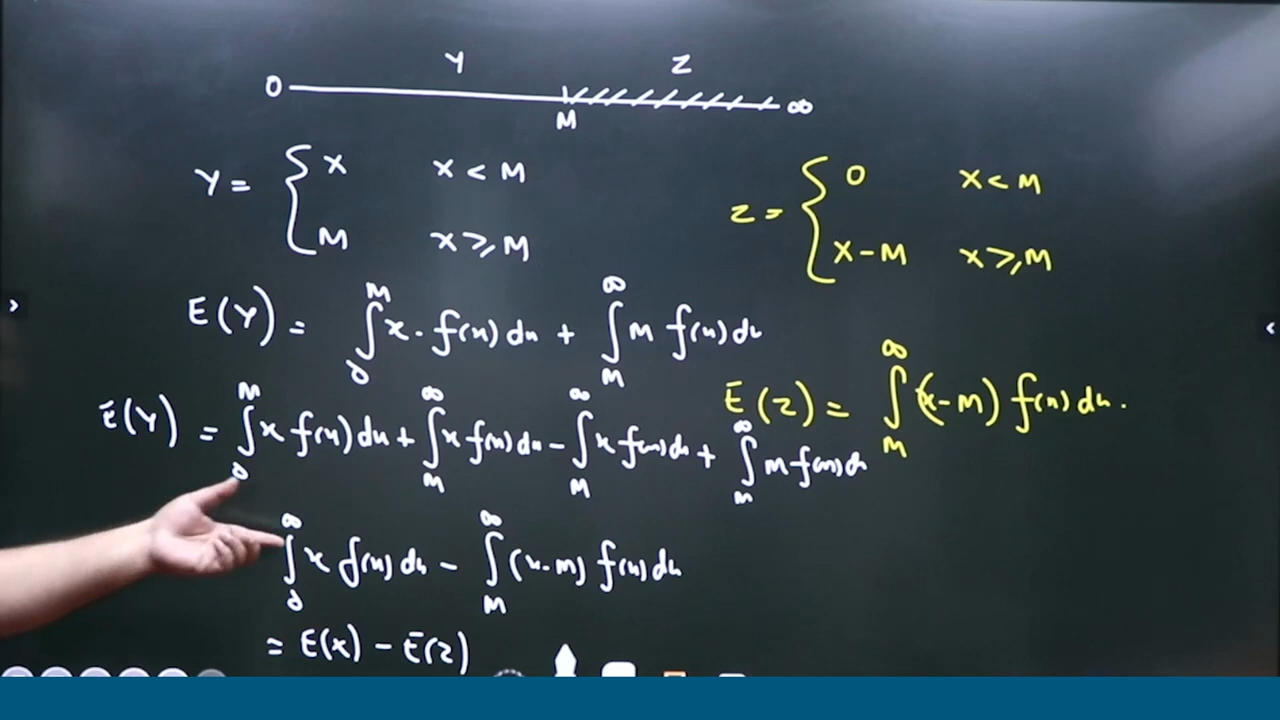 Y Z
0 ∞
M
Y = { X X < M
M X ≥ M
Z = { 0 X < M
X - M X ≥ M
E(Y) = ∫₀^M x · f(x) dx + ∫_M^∞ M f(x) dx
E(Z) = ∫_M^∞ (x - M) f(x) dx.
E(Y) = ∫₀^M x f(x) dx + ∫_M^∞ x f(x) dx - ∫_M^∞ x f(x) dx + ∫_M^∞ M f(x) dx
∫₀^∞ x f(x) dx - ∫_M^∞ (x - M) f(x) dx
= E(X) - E(Z)